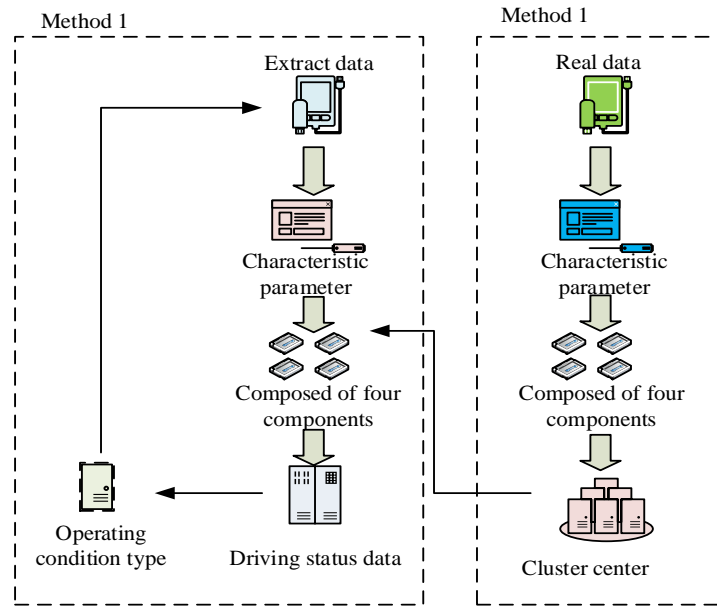 Method 1
Extract data
Characteristic
parameter
Composed of four
components
Driving status data
Operating
condition type
Method 1
Real data
Characteristic
parameter
Composed of four
components
Cluster center